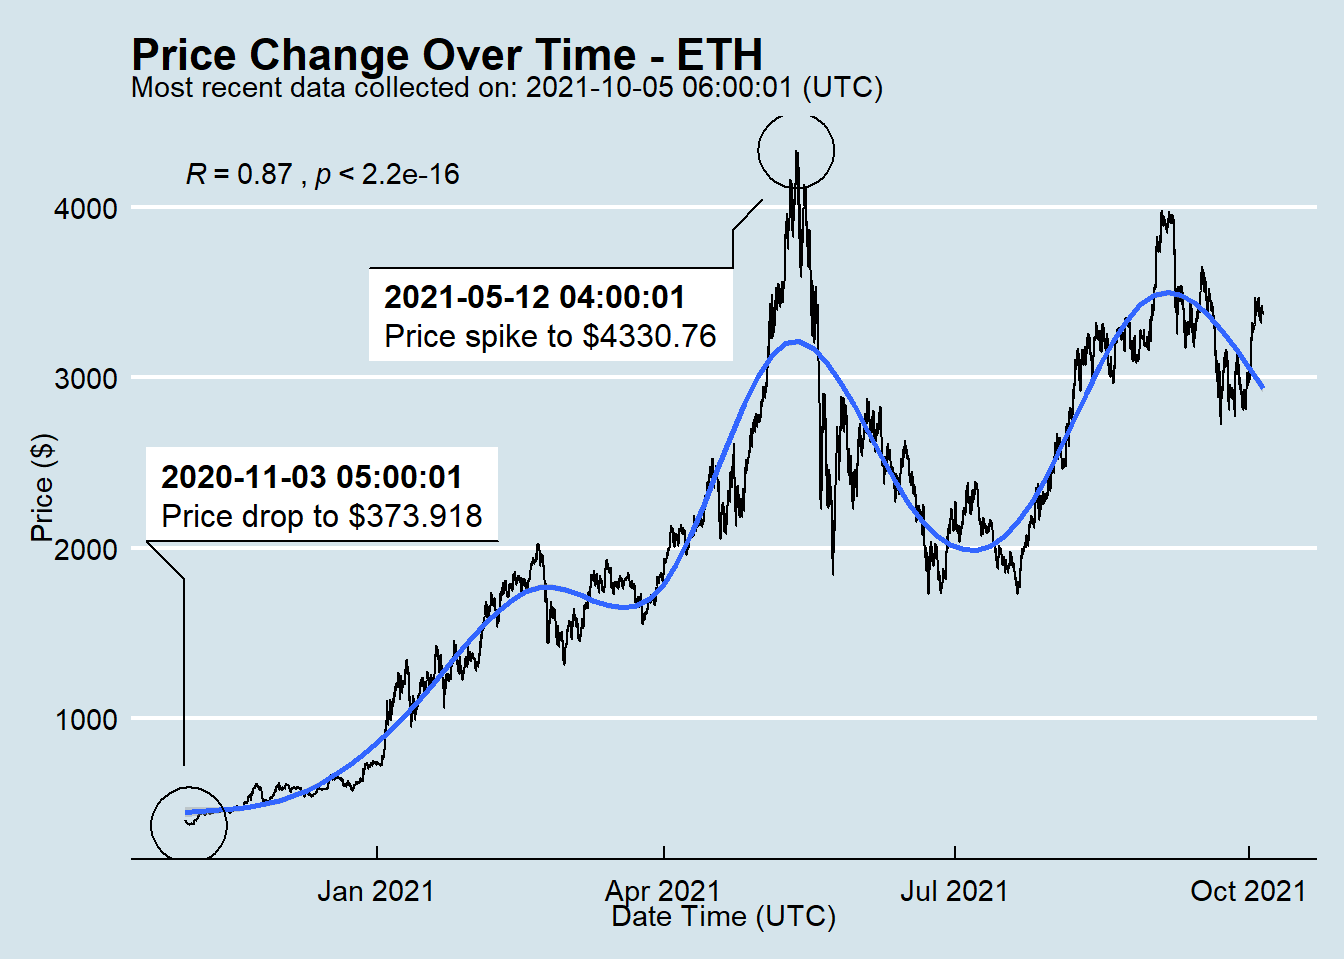 Price Change Over Time - ETH
Most recent data collected on: 2021-10-05 06:00:01 (UTC)
R = 0.87 , p < 2.2e-16
4000
2021-05-12 04:00:01
Price spike to $4330.76
3000
Price ($)
2020-11-03 05:00:01
Price drop to $373.918
2000
1000
Jan 2021 Apr 2021 Jul 2021 Oct 2021
Date Time (UTC)